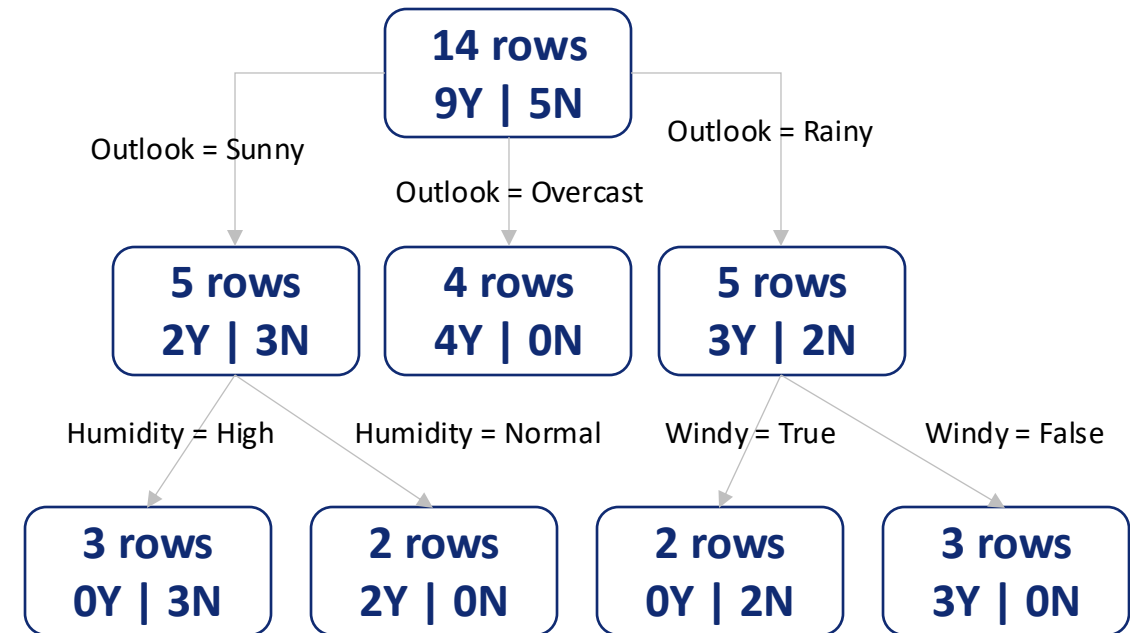 14 rows
9Y | 5N
Outlook = Sunny
Outlook = Overcast
Outlook = Rainy
5 rows
2Y | 3N
4 rows
4Y | 0N
5 rows
3Y | 2N
Humidity = High
Humidity = Normal
Windy = True
Windy = False
3 rows
0Y | 3N
2 rows
2Y | 0N
2 rows
0Y | 2N
3 rows
3Y | 0N